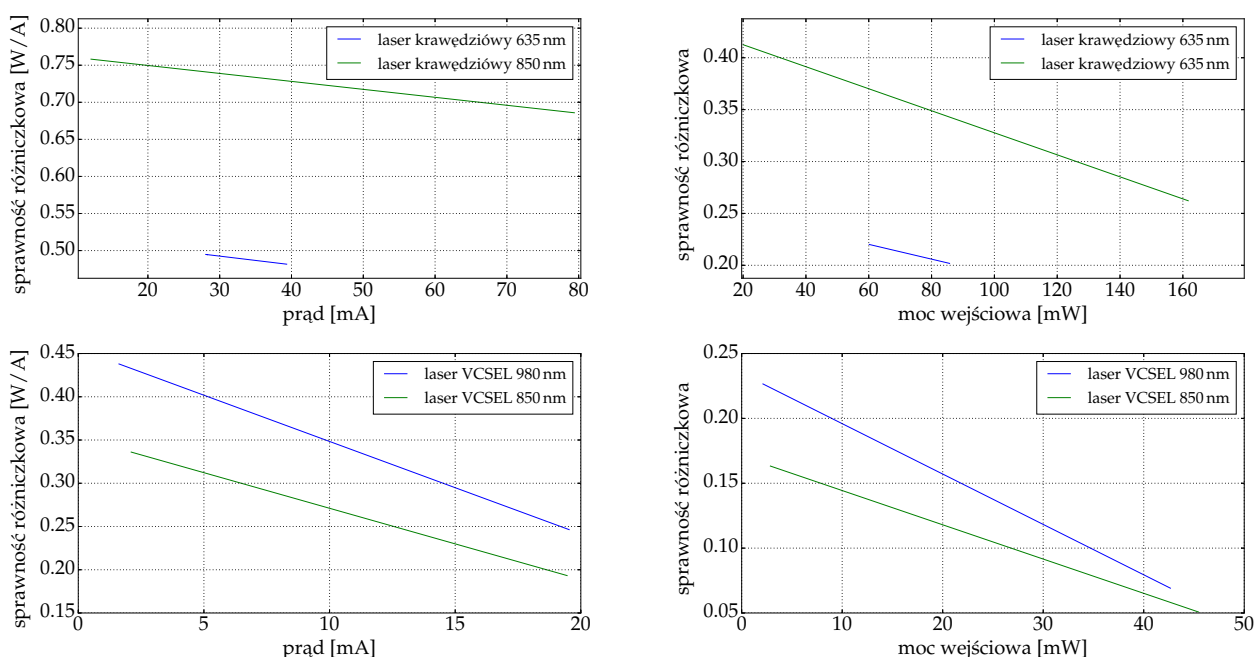 sprawność różniczkowa [W/A]
0.80
0.75
0.70
0.65
0.60
0.55
0.50
laser krawędziówy 635 nm
laser krawędziówy 850 nm
20 30 40 50 60 70 80
prąd [mA]
sprawność różniczkowa
0.40
0.35
0.30
0.25
0.20
laser krawędziowy 635 nm
laser krawędziowy 635 nm
20 40 60 80 100 120 140 160
moc wejściowa [mW]
sprawność różniczkowa [W/A]
0.45
0.40
0.35
0.30
0.25
0.20
0.15
laser VCSEL 980 nm
laser VCSEL 850 nm
0 5 10 15 20
prąd [mA]
sprawność różniczkowa
0.25
0.20
0.15
0.10
0.05
laser VCSEL 980 nm
laser VCSEL 850 nm
0 10 20 30 40 50
moc wejściowa [mW]